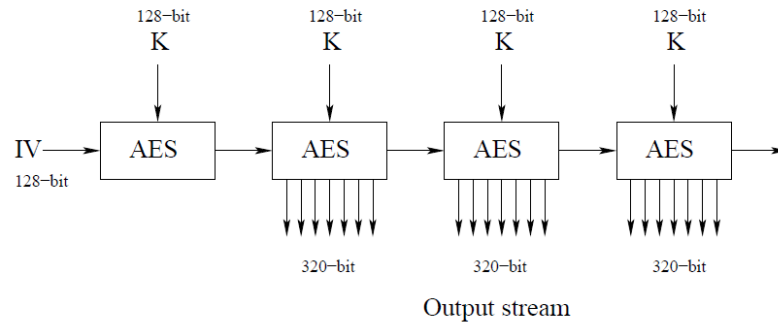 128−bit 128−bit 128−bit 128−bit
K K K K
IV AES AES AES AES
128−bit
320−bit 320−bit 320−bit
Output stream